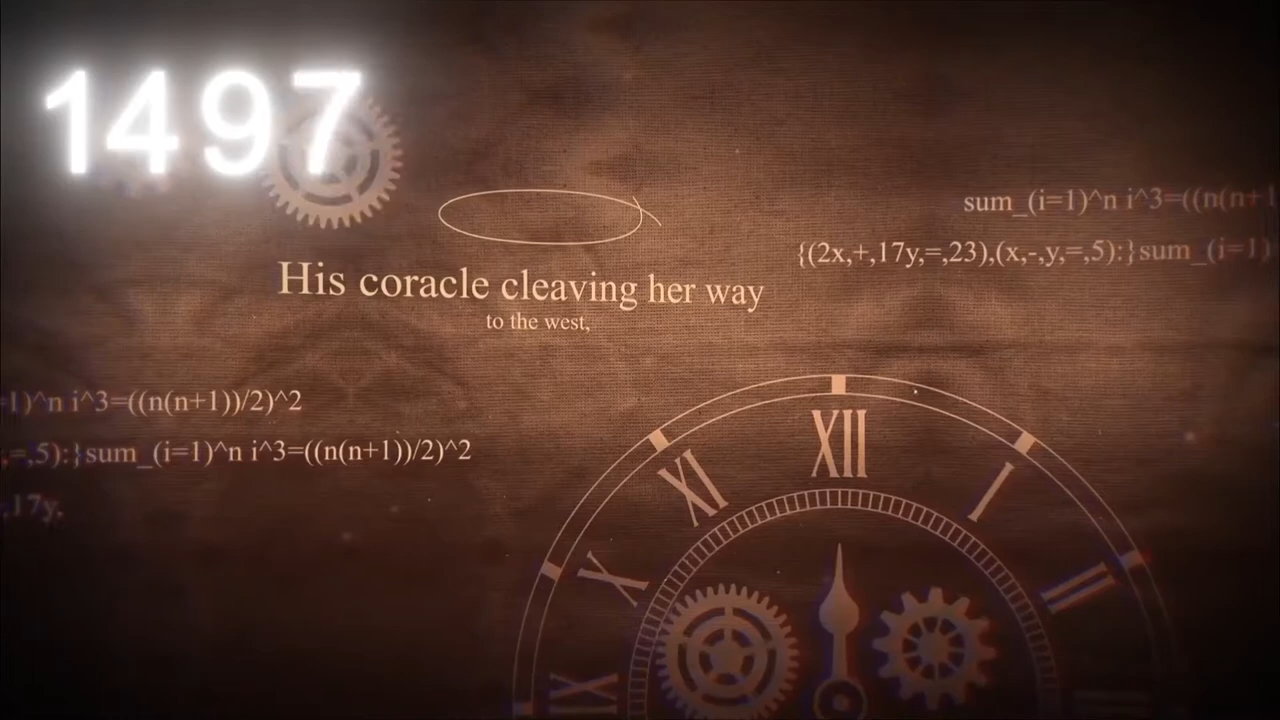 1497
sum_(i=1)^n i^3=((n(n+1
{(2x,+,17y,=,23),(x,-,y,=,5):}sum_(i=1)
His coracle cleaving her way
to the west,
1)^n i^3=((n(n+1))/2)^2
,=,5):}sum_(i=1)^n i^3=((n(n+1))/2)^2
17y,
XII
XI
I
X
II
IX